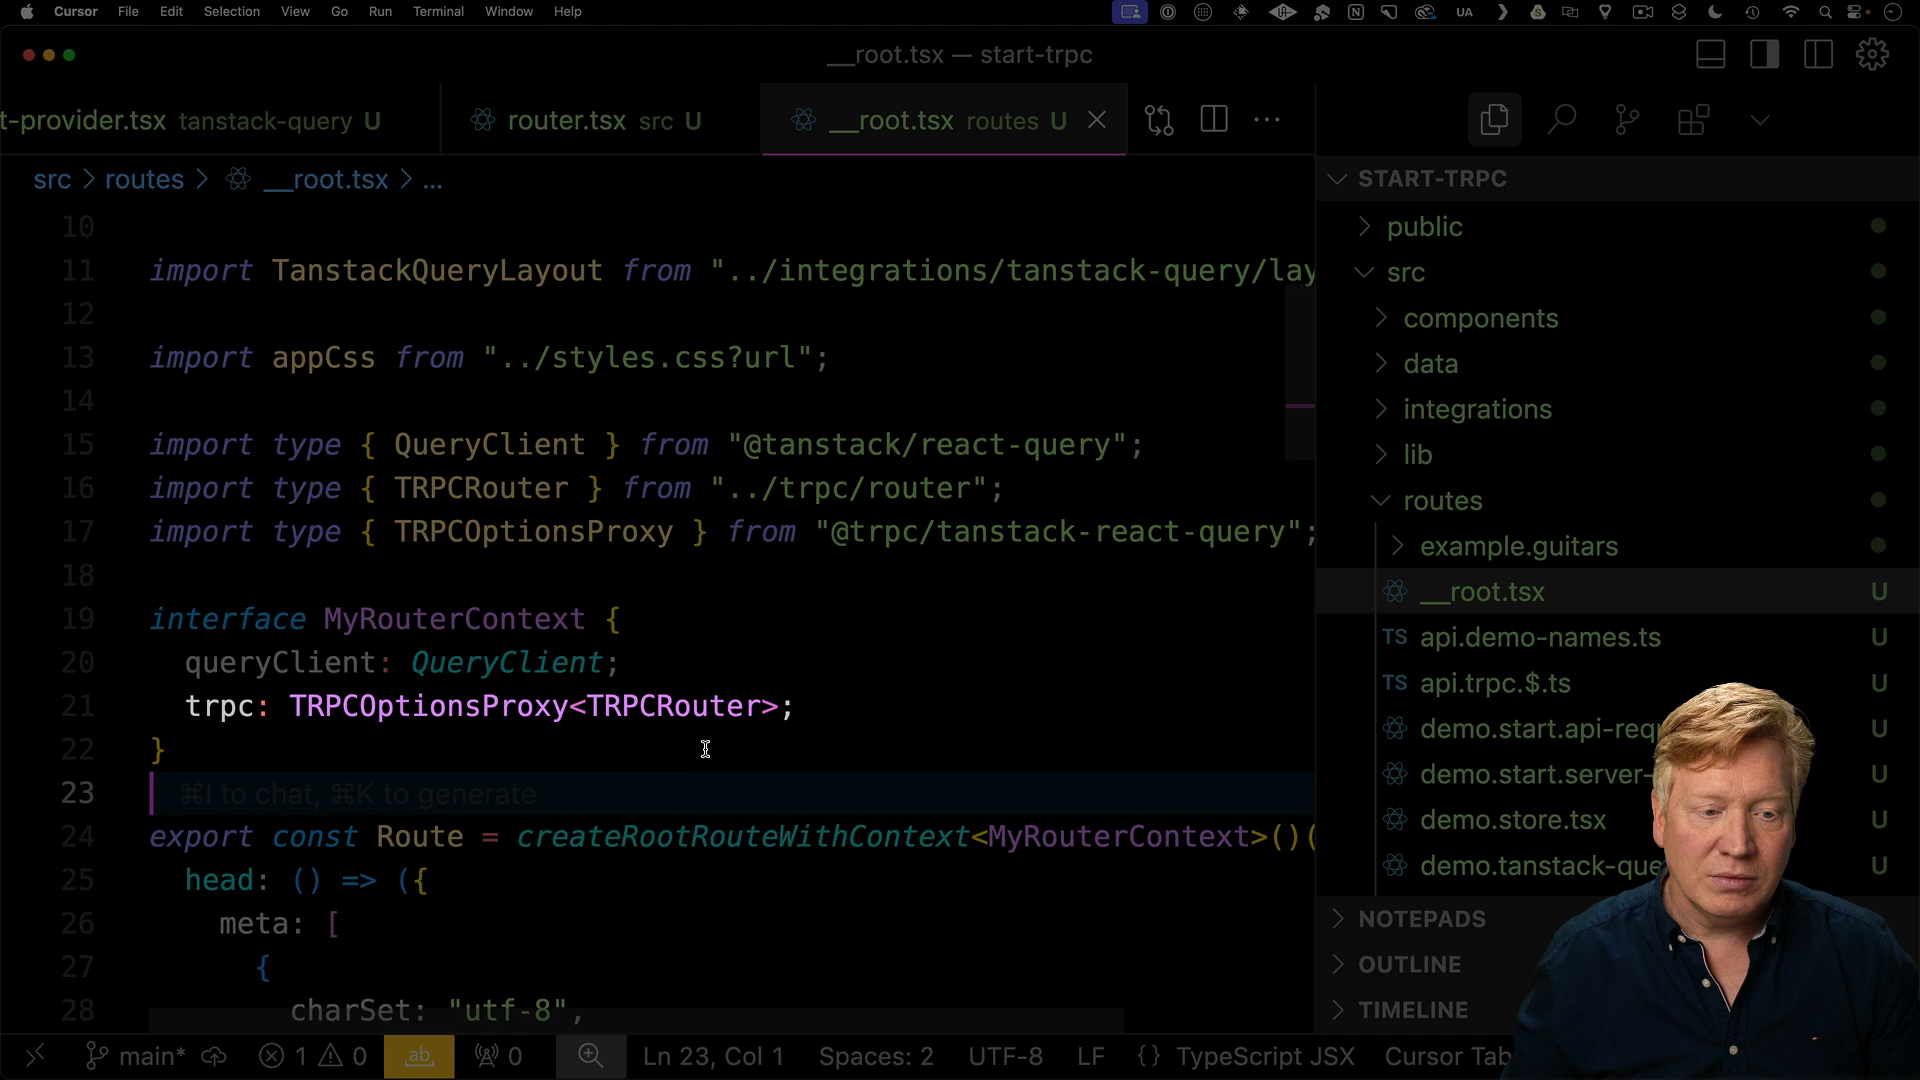 Cursor File Edit Selection View Go Run Terminal Window Help UA
__root.tsx — start-trpc
t-provider.tsx tanstack-query U router.tsx src U __root.tsx routes U
src > routes > __root.tsx > ...
10
11 import TanstackQueryLayout from "../integrations/tanstack-query/lay
12
13 import appCss from "../styles.css?url";
14
15 import type { QueryClient } from "@tanstack/react-query";
16 import type { TRPCRouter } from "../trpc/router";
17 import type { TRPCOptionsProxy } from "@trpc/tanstack-react-query";
18
19 interface MyRouterContext {
20 queryClient: QueryClient;
21 trpc: TRPCOptionsProxy<TRPCRouter>;
22 }
23 ⌘I to chat, ⌘K to generate
24 export const Route = createRootRouteWithContext<MyRouterContext>()(
25 head: () => ({
26 meta: [
27 {
28 charSet: "utf-8",
START-TRPC
public
src
components
data
integrations
lib
routes
example.guitars
__root.tsx U
TS api.demo-names.ts U
TS api.trpc.$.ts U
demo.start.api-requ U
demo.start.server- U
demo.store.tsx U
demo.tanstack-que U
NOTEPADS
OUTLINE
TIMELINE
main* 1 0 ab 0 Ln 23, Col 1 Spaces: 2 UTF-8 LF {} TypeScript JSX Cursor Tab